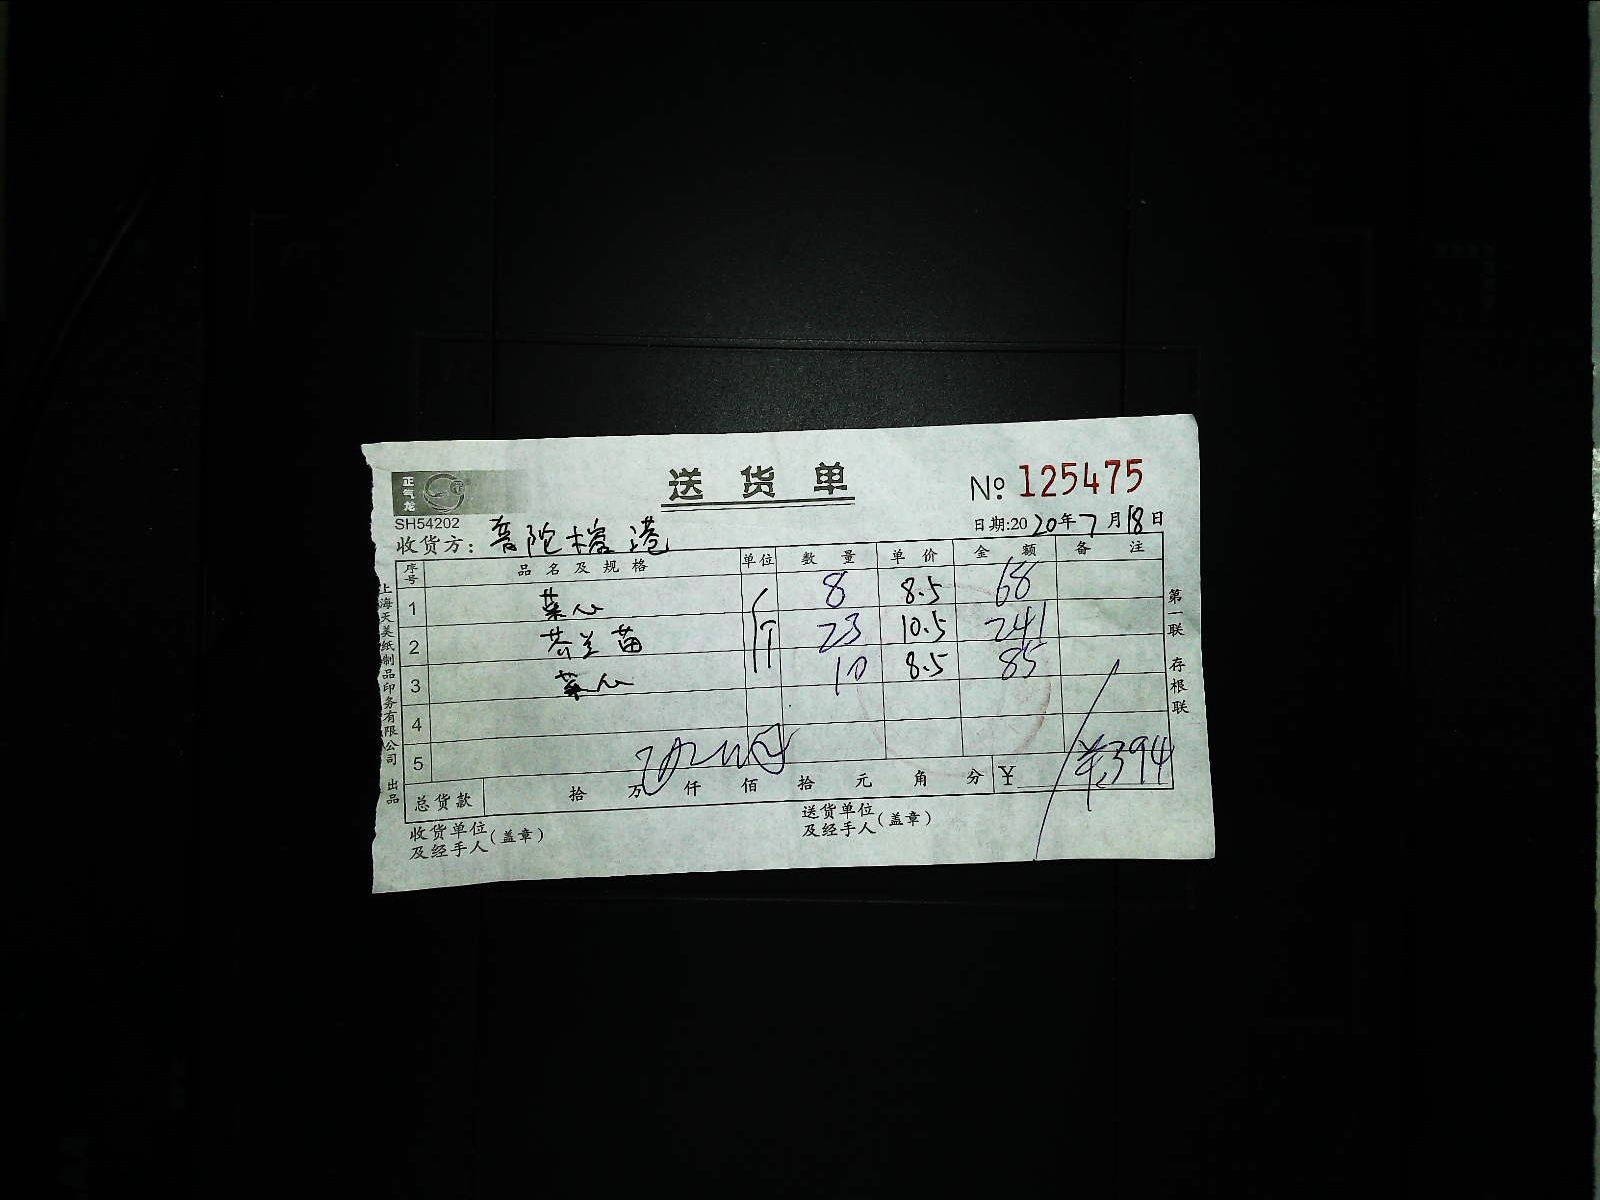 正气龙
送货单
№ 125475
SH54202
日期:2020年7月18日
收货方: 普陀榕港
序号 品名及规格 单位 数量 单价 金额 备注
1 菜心 8 8.5 68
2 芥兰苗 斤 23 10.5 241
3 菜心 10 8.5 85
4
5
¥394
总货款 拾 万 仟 佰 拾 元 角 分 ¥
收货单位及经手人(盖章)
送货单位及经手人(盖章)
上海天美纸制品印务有限公司 出品
第一联 存根联